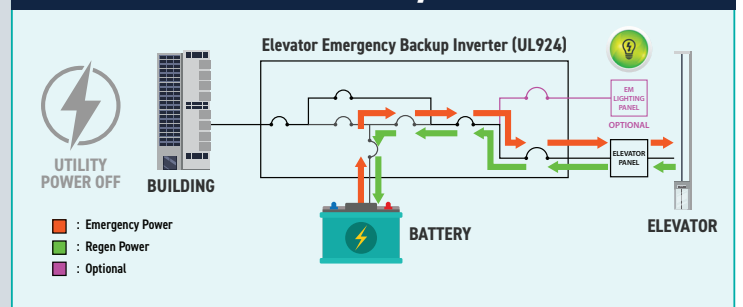 Elevator Emergency Backup Inverter (UL924)
EM
LIGHTING
PANEL
OPTIONAL
UTILITY
POWER OFF
BUILDING
ELEVATOR
PANEL
ELEVATOR
BATTERY
: Emergency Power
: Regen Power
: Optional